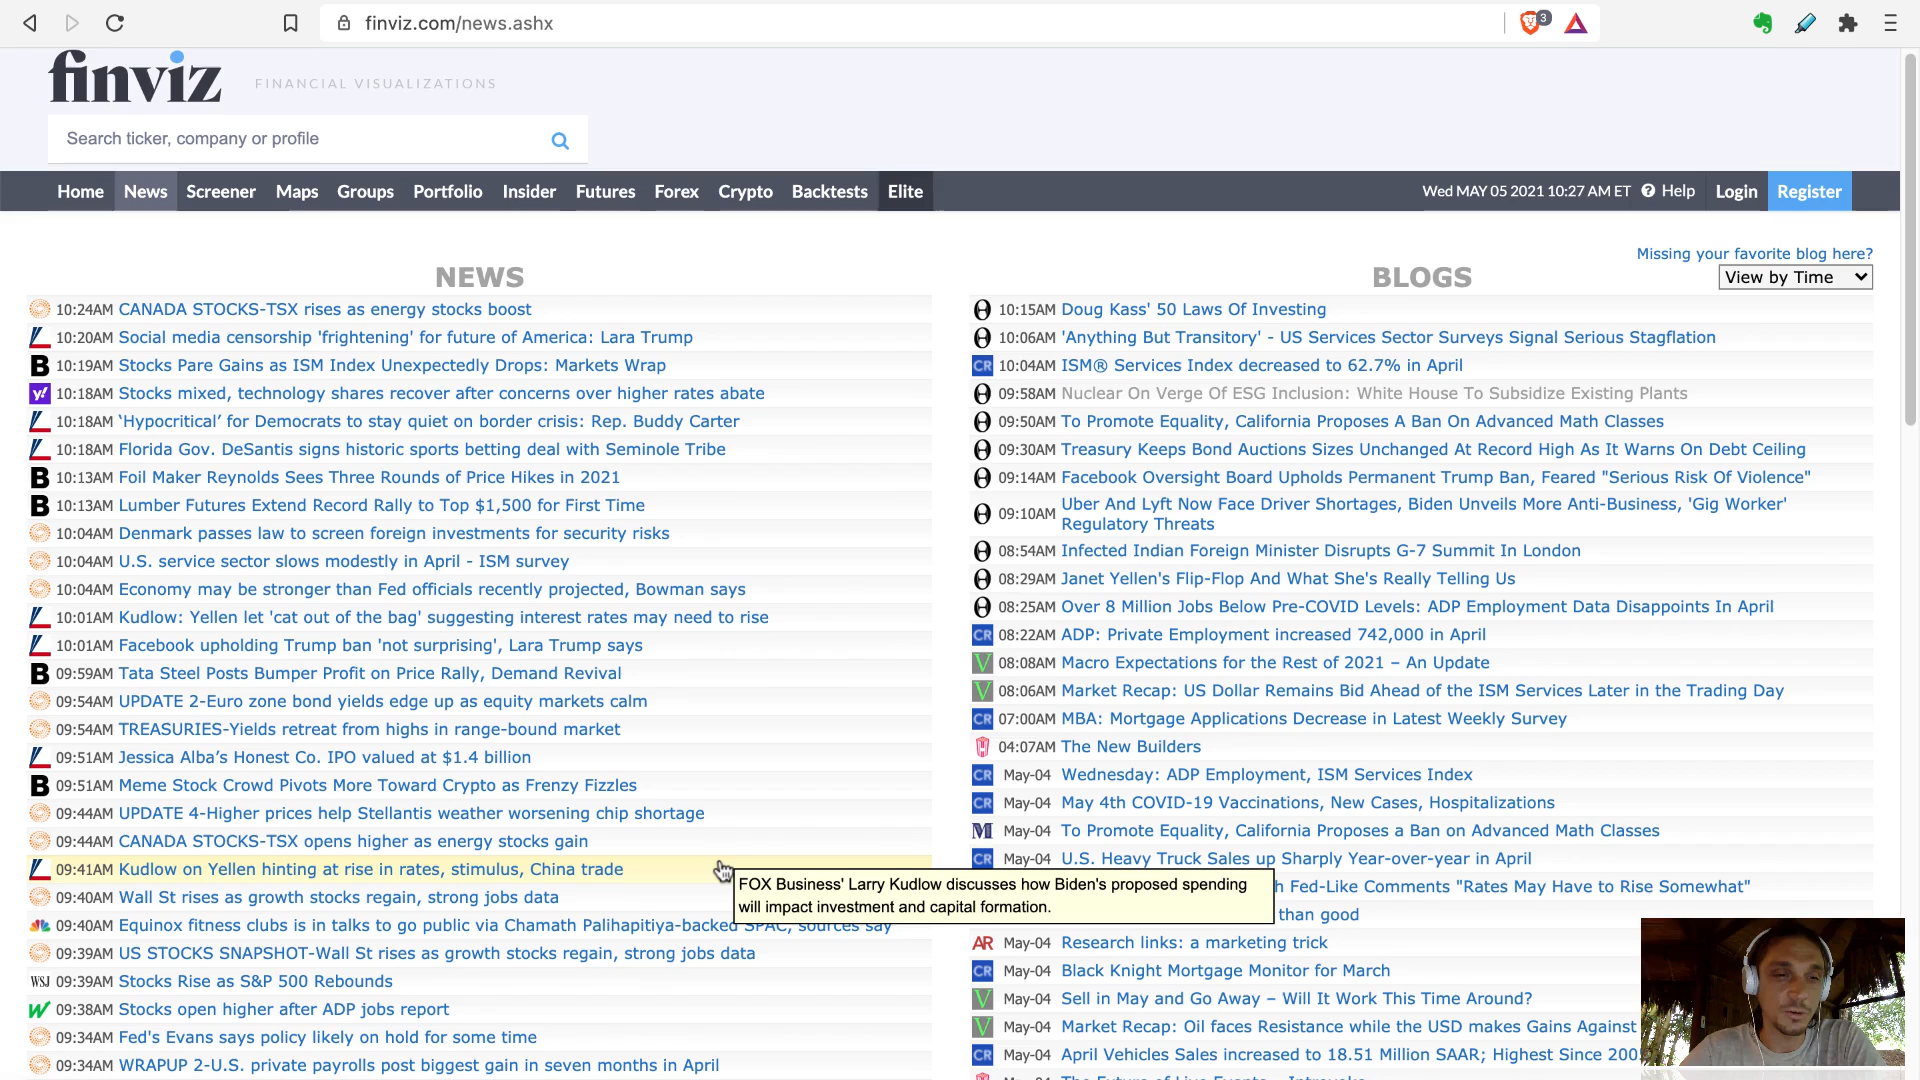 finviz.com/news.ashx
3
finviz
FINANCIAL VISUALIZATIONS
Search ticker, company or profile
Home News Screener Maps Groups Portfolio Insider Futures Forex Crypto Backtests Elite
Wed MAY 05 2021 10:27 AM ET Help Login Register
Missing your favorite blog here?
View by Time
NEWS
10:24AM CANADA STOCKS-TSX rises as energy stocks boost
10:20AM Social media censorship 'frightening' for future of America: Lara Trump
B 10:19AM Stocks Pare Gains as ISM Index Unexpectedly Drops: Markets Wrap
y! 10:18AM Stocks mixed, technology shares recover after concerns over higher rates abate
10:18AM ‘Hypocritical’ for Democrats to stay quiet on border crisis: Rep. Buddy Carter
10:18AM Florida Gov. DeSantis signs historic sports betting deal with Seminole Tribe
B 10:13AM Foil Maker Reynolds Sees Three Rounds of Price Hikes in 2021
B 10:13AM Lumber Futures Extend Record Rally to Top $1,500 for First Time
10:04AM Denmark passes law to screen foreign investments for security risks
10:04AM U.S. service sector slows modestly in April - ISM survey
10:04AM Economy may be stronger than Fed officials recently projected, Bowman says
10:01AM Kudlow: Yellen let 'cat out of the bag' suggesting interest rates may need to rise
10:01AM Facebook upholding Trump ban 'not surprising', Lara Trump says
B 09:59AM Tata Steel Posts Bumper Profit on Price Rally, Demand Revival
09:54AM UPDATE 2-Euro zone bond yields edge up as equity markets calm
09:54AM TREASURIES-Yields retreat from highs in range-bound market
09:51AM Jessica Alba’s Honest Co. IPO valued at $1.4 billion
B 09:51AM Meme Stock Crowd Pivots More Toward Crypto as Frenzy Fizzles
09:44AM UPDATE 4-Higher prices help Stellantis weather worsening chip shortage
09:44AM CANADA STOCKS-TSX opens higher as energy stocks gain
09:41AM Kudlow on Yellen hinting at rise in rates, stimulus, China trade
09:40AM Wall St rises as growth stocks regain, strong jobs data
09:40AM Equinox fitness clubs is in talks to go public via Chamath Palihapitiya-backed SPAC, sources say
09:39AM US STOCKS SNAPSHOT-Wall St rises as growth stocks regain, strong jobs data
WSJ 09:39AM Stocks Rise as S&P 500 Rebounds
09:38AM Stocks open higher after ADP jobs report
09:34AM Fed's Evans says policy likely on hold for some time
09:34AM WRAPUP 2-U.S. private payrolls post biggest gain in seven months in April
FOX Business' Larry Kudlow discusses how Biden's proposed spending
will impact investment and capital formation.
BLOGS
10:15AM Doug Kass' 50 Laws Of Investing
10:06AM 'Anything But Transitory' - US Services Sector Surveys Signal Serious Stagflation
CR 10:04AM ISM® Services Index decreased to 62.7% in April
09:58AM Nuclear On Verge Of ESG Inclusion: White House To Subsidize Existing Plants
09:50AM To Promote Equality, California Proposes A Ban On Advanced Math Classes
09:30AM Treasury Keeps Bond Auctions Sizes Unchanged At Record High As It Warns On Debt Ceiling
09:14AM Facebook Oversight Board Upholds Permanent Trump Ban, Feared "Serious Risk Of Violence"
09:10AM Uber And Lyft Now Face Driver Shortages, Biden Unveils More Anti-Business, 'Gig Worker'
Regulatory Threats
08:54AM Infected Indian Foreign Minister Disrupts G-7 Summit In London
08:29AM Janet Yellen's Flip-Flop And What She's Really Telling Us
08:25AM Over 8 Million Jobs Below Pre-COVID Levels: ADP Employment Data Disappoints In April
CR 08:22AM ADP: Private Employment increased 742,000 in April
V 08:08AM Macro Expectations for the Rest of 2021 – An Update
V 08:06AM Market Recap: US Dollar Remains Bid Ahead of the ISM Services Later in the Trading Day
CR 07:00AM MBA: Mortgage Applications Decrease in Latest Weekly Survey
04:07AM The New Builders
CR May-04 Wednesday: ADP Employment, ISM Services Index
CR May-04 May 4th COVID-19 Vaccinations, New Cases, Hospitalizations
M May-04 To Promote Equality, California Proposes a Ban on Advanced Math Classes
CR May-04 U.S. Heavy Truck Sales up Sharply Year-over-year in April
Fed-Like Comments "Rates May Have to Rise Somewhat"
than good
AR May-04 Research links: a marketing trick
CR May-04 Black Knight Mortgage Monitor for March
V May-04 Sell in May and Go Away – Will It Work This Time Around?
V May-04 Market Recap: Oil faces Resistance while the USD makes Gains Against
CR May-04 April Vehicles Sales increased to 18.51 Million SAAR; Highest Since